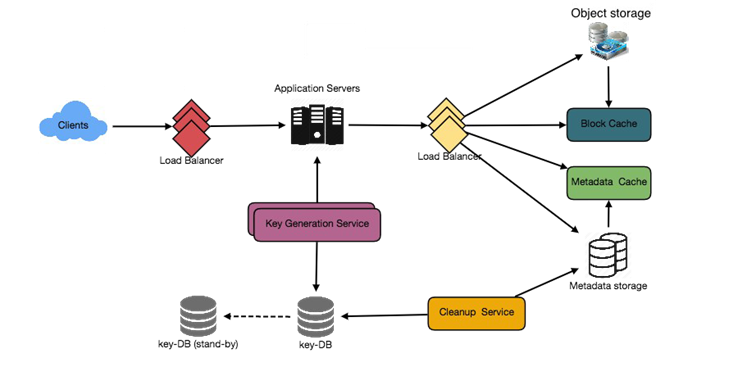 Object storage
Application Servers
Clients
Block Cache
Load Balancer
Load Balancer
Metadata Cache
Key Generation Service
Metadata storage
Cleanup Service
key-DB (stand-by)
key-DB